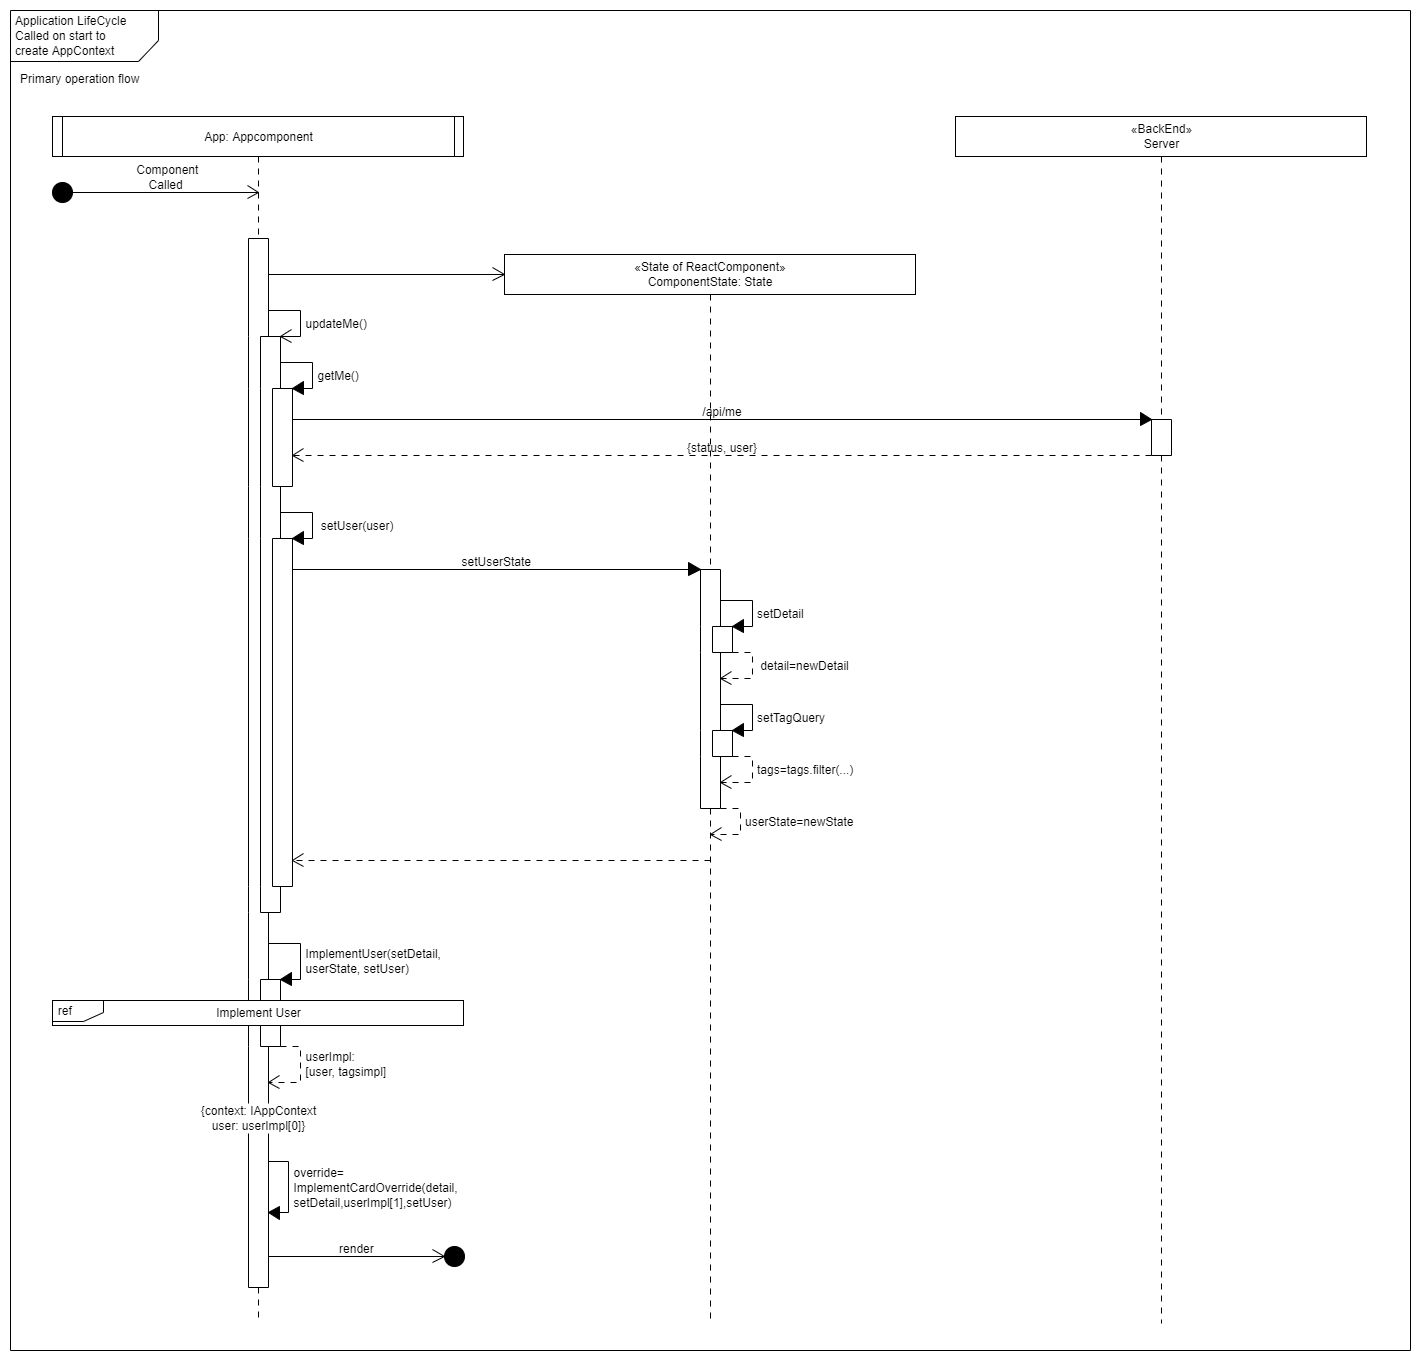 Application LifeCycle
Called on start to
create AppContext
Primary operation flow
App: Appcomponent
«BackEnd»
Server
Component
Called
«State of ReactComponent»
ComponentState: State
updateMe()
getMe()
/api/me
{status, user}
setUser(user)
setUserState
setDetail
detail=newDetail
setTagQuery
tags=tags.filter(...)
userState=newState
ImplementUser(setDetail,
userState, setUser)
ref
Implement User
userImpl:
[user, tagsimpl]
{context: IAppContext
user: userImpl[0]}
override=
ImplementCardOverride(detail,
setDetail,userImpl[1],setUser)
render